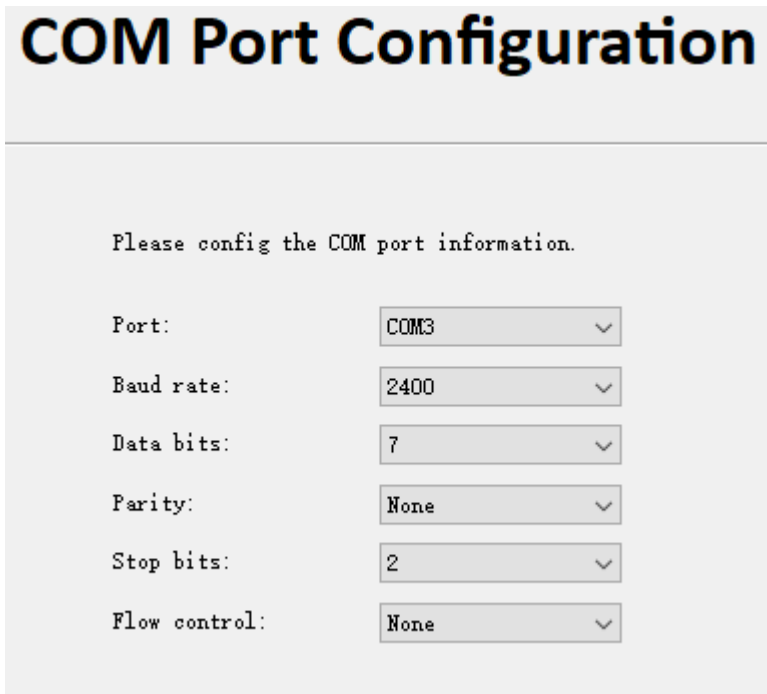 COM Port Configuration
Please config the COM port information.
Port: COM3
Baud rate: 2400
Data bits: 7
Parity: None
Stop bits: 2
Flow control: None